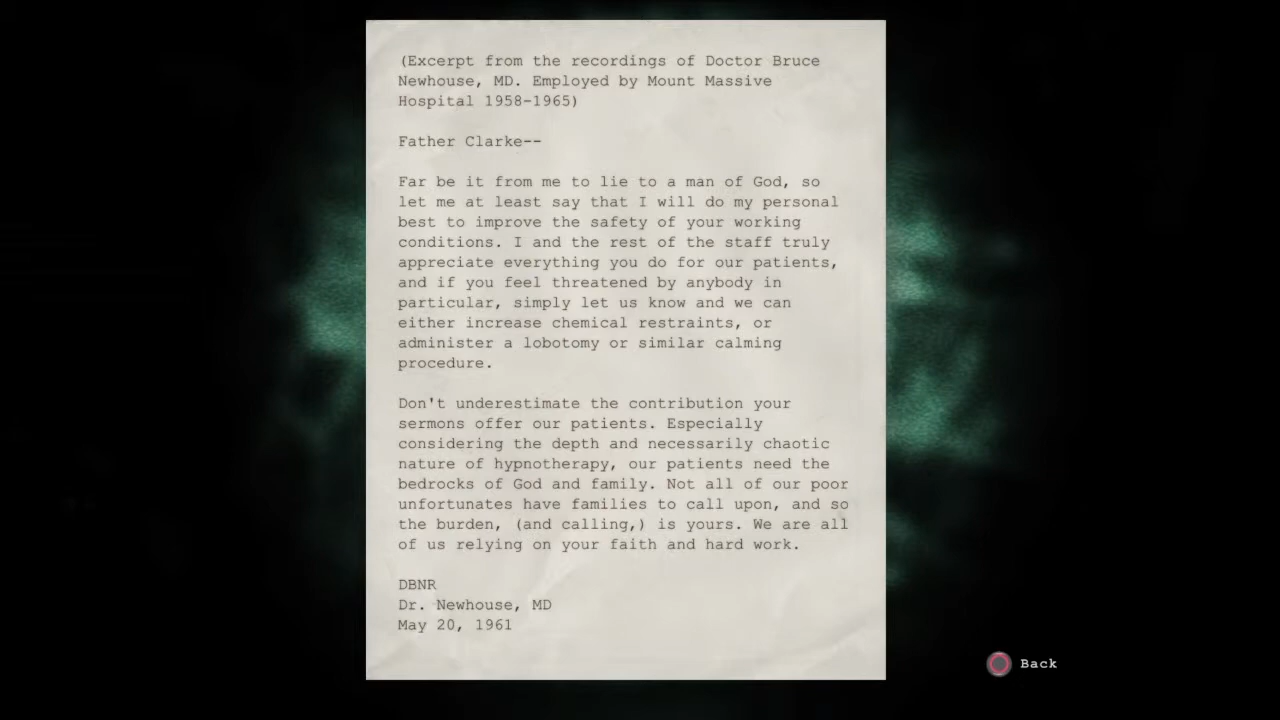 (Excerpt from the recordings of Doctor Bruce
Newhouse, MD. Employed by Mount Massive
Hospital 1958-1965)
Father Clarke--
Far be it from me to lie to a man of God, so
let me at least say that I will do my personal
best to improve the safety of your working
conditions. I and the rest of the staff truly
appreciate everything you do for our patients,
and if you feel threatened by anybody in
particular, simply let us know and we can
either increase chemical restraints, or
administer a lobotomy or similar calming
procedure.
Don't underestimate the contribution your
sermons offer our patients. Especially
considering the depth and necessarily chaotic
nature of hypnotherapy, our patients need the
bedrocks of God and family. Not all of our poor
unfortunates have families to call upon, and so
the burden, (and calling,) is yours. We are all
of us relying on your faith and hard work.
DBNR
Dr. Newhouse, MD
May 20, 1961
Back